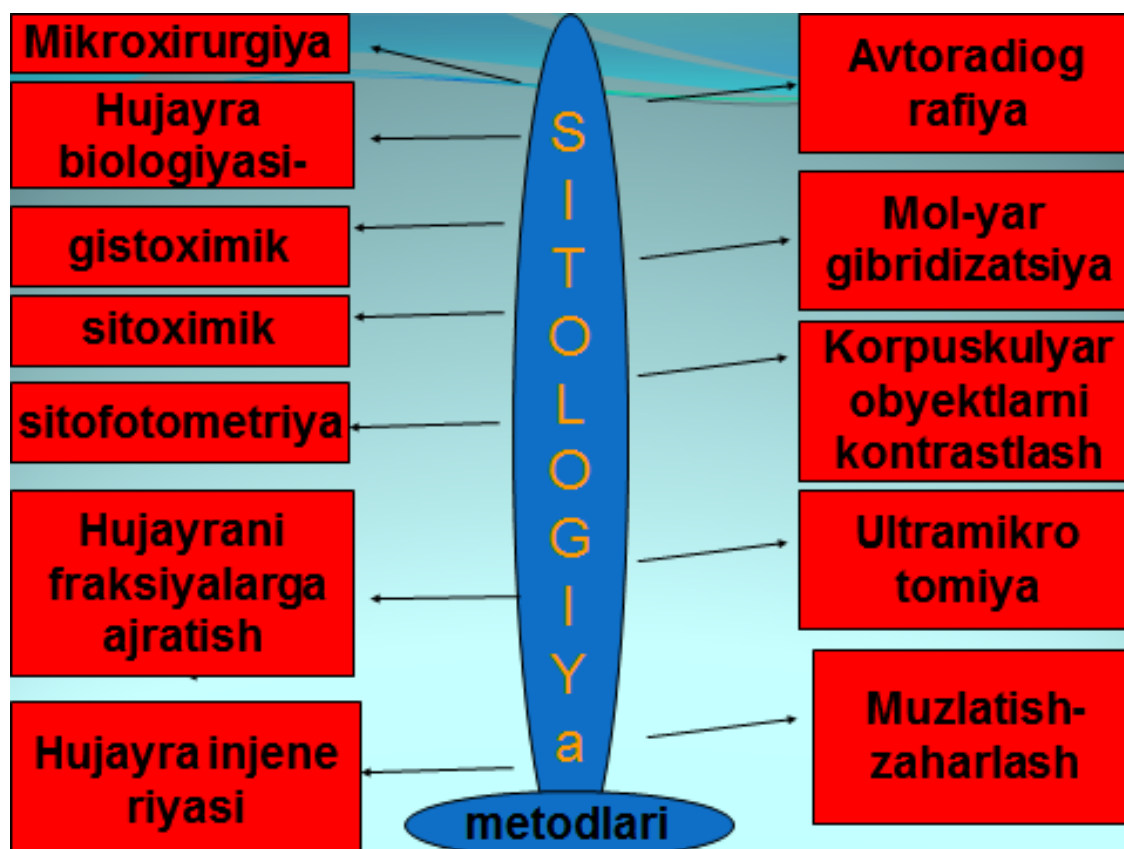 Mikroxirurgiya
Hujayra
biologiyasi-
gistoximik
sitoximik
sitofotometriya
Hujayrani
fraksiyalarga
ajratish
Hujayra injene
riyasi
S
I
T
O
L
O
G
I
Y
a
metodlari
Avtoradiog
rafiya
Mol-yar
gibridizatsiya
Korpuskulyar
obyektlarni
kontrastlash
Ultramikro
tomiya
Muzlatish-
zaharlash